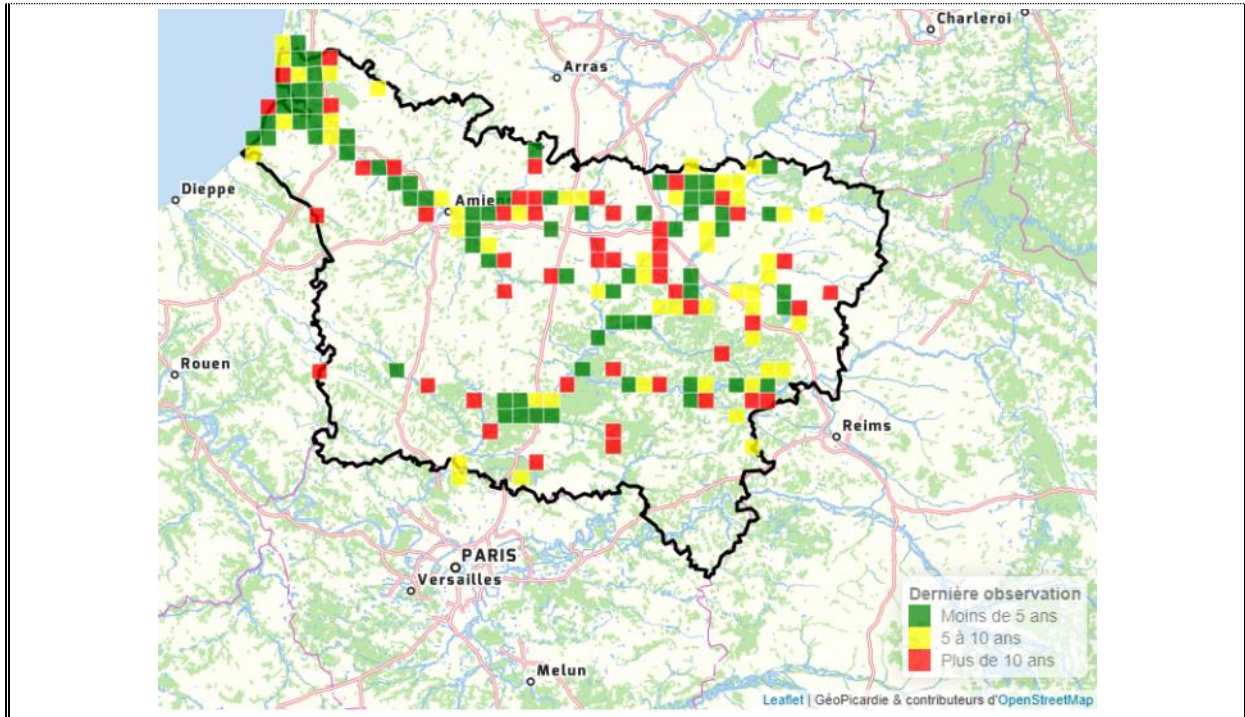 Charleroi
Arras
Dieppe
Amiens
Rouen
Reims
PARIS
Versailles
Melun
Dernière observation
Moins de 5 ans
5 à 10 ans
Plus de 10 ans
Leaflet | GéoPicardie & contributeurs d'OpenStreetMap